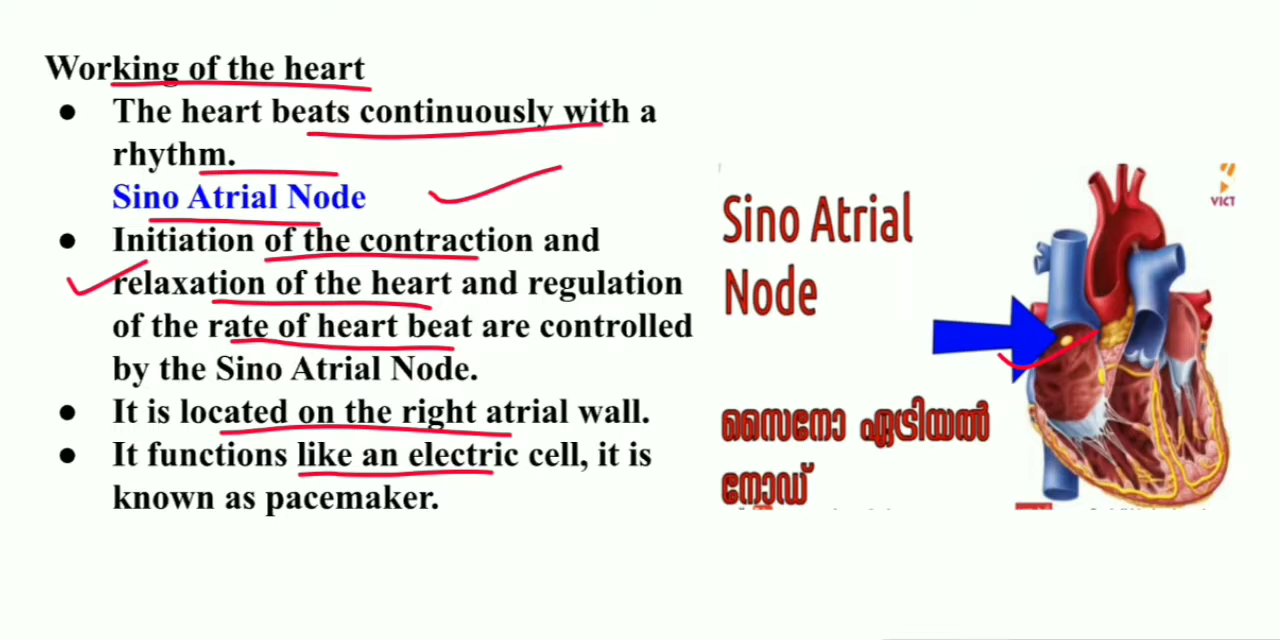 Working of the heart
● The heart beats continuously with a
rhythm.
Sino Atrial Node
● Initiation of the contraction and
relaxation of the heart and regulation
of the rate of heart beat are controlled
by the Sino Atrial Node.
● It is located on the right atrial wall.
● It functions like an electric cell, it is
known as pacemaker.
Sino Atrial
Node
സൈനോ ഏട്രിയൽ
നോഡ്
VICT